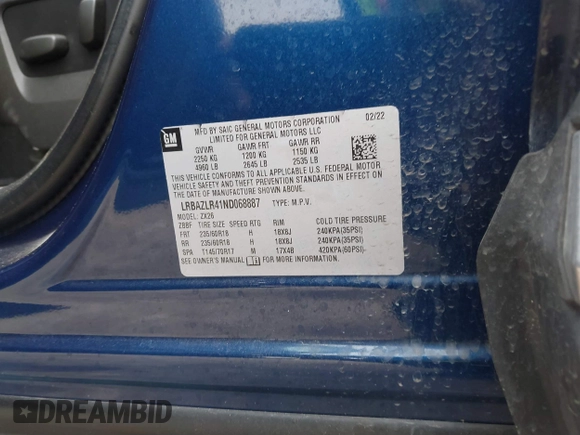 GM
MFD BY SAIC GENERAL MOTORS CORPORATION 02/22
LIMITED FOR GENERAL MOTORS LLC
GVWR GAWR FRT GAWR RR
2250 KG 1200 KG 1150 KG
4960 LB 2645 LB 2535 LB
THIS VEHICLE CONFORMS TO ALL APPLICABLE U.S. FEDERAL MOTOR
VEHICLE SAFETY AND THEFT PREVENTION STANDARDS IN EFFECT ON
THE DATE OF MANUFACTURE SHOWN ABOVE.
LRBAZLR41ND068887 TYPE: M.P.V.
MODEL: ZX26
ZBBF TIRE SIZE SPEED RTG RIM COLD TIRE PRESSURE
FRT 235/60R18 H 18X8J 240KPA(35PSI)
RR 235/60R18 H 18X8J 240KPA(35PSI)
SPA T145/70R17 M 17X4B 420KPA(60PSI)
SEE OWNER'S MANUAL FOR MORE INFORMATION.
DREAMBID